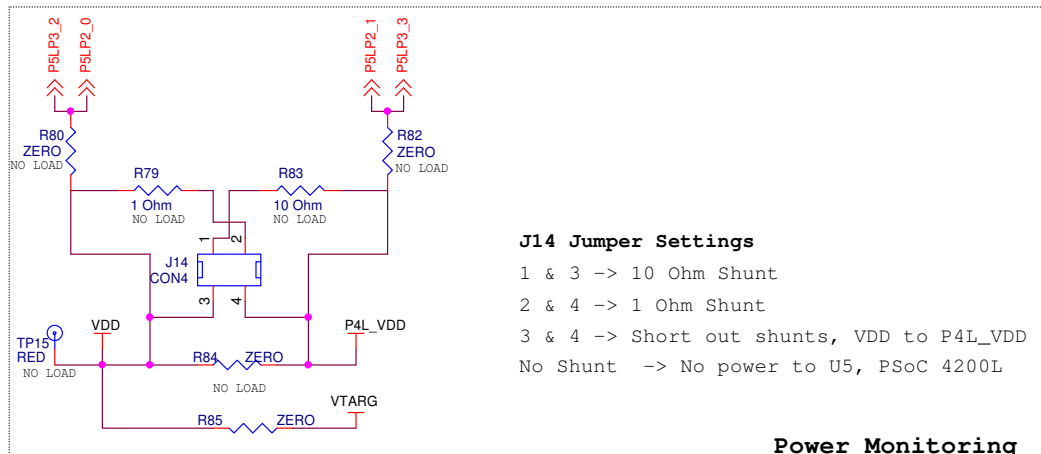 P5LP3_2
P5LP2_0
P5LP2_1
P5LP3_3
R80
ZERO
NO LOAD
R82
ZERO
NO LOAD
R79
1 Ohm
NO LOAD
R83
10 Ohm
NO LOAD
1
2
J14
CON4
3
4
J14 Jumper Settings
1 & 3 -> 10 Ohm Shunt
2 & 4 -> 1 Ohm Shunt
3 & 4 -> Short out shunts, VDD to P4L_VDD
No Shunt -> No power to U5, PSoC 4200L
TP15
RED
NO LOAD
VDD
P4L_VDD
R84 ZERO
NO LOAD
VTARG
R85 ZERO
Power Monitoring